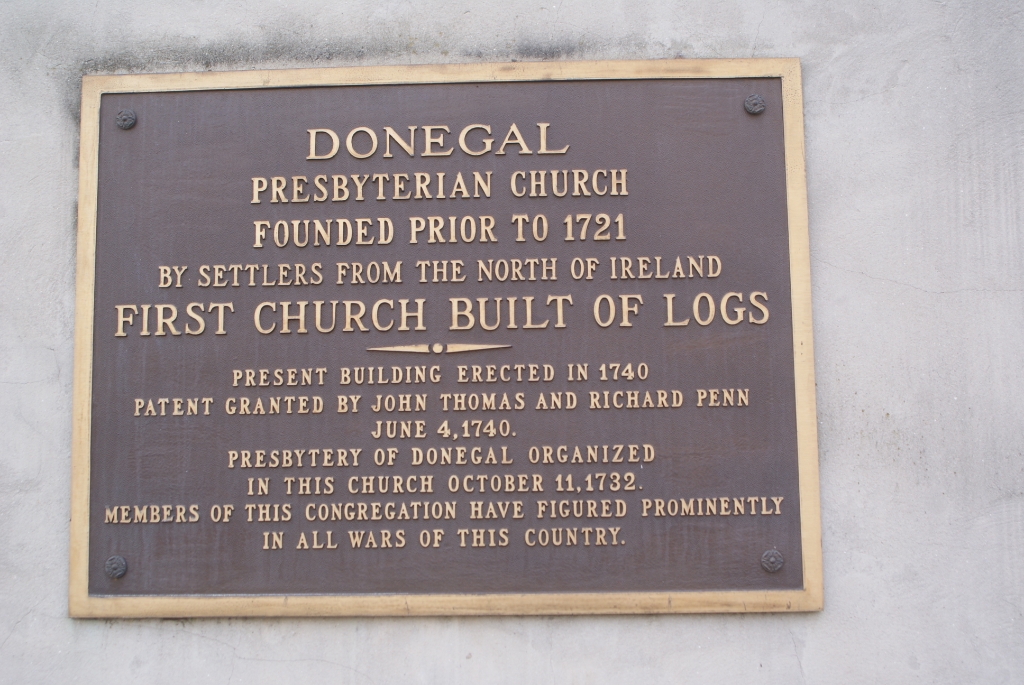 DONEGAL
PRESBYTERIAN CHURCH
FOUNDED PRIOR TO 1721
BY SETTLERS FROM THE NORTH OF IRELAND
FIRST CHURCH BUILT OF LOGS
PRESENT BUILDING ERECTED IN 1740
PATENT GRANTED BY JOHN THOMAS AND RICHARD PENN
JUNE 4,1740.
PRESBYTERY OF DONEGAL ORGANIZED
IN THIS CHURCH OCTOBER 11,1732.
MEMBERS OF THIS CONGREGATION HAVE FIGURED PROMINENTLY
IN ALL WARS OF THIS COUNTRY.